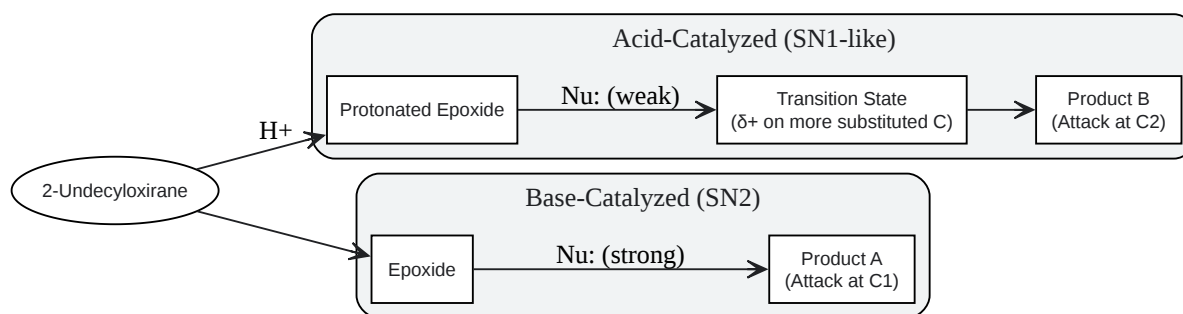 Acid-Catalyzed (SN1-like)
H+
Protonated Epoxide
Nu: (weak)
Transition State
(δ+ on more substituted C)
Product B
(Attack at C2)
2-Undecyloxirane
Base-Catalyzed (SN2)
Epoxide
Nu: (strong)
Product A
(Attack at C1)